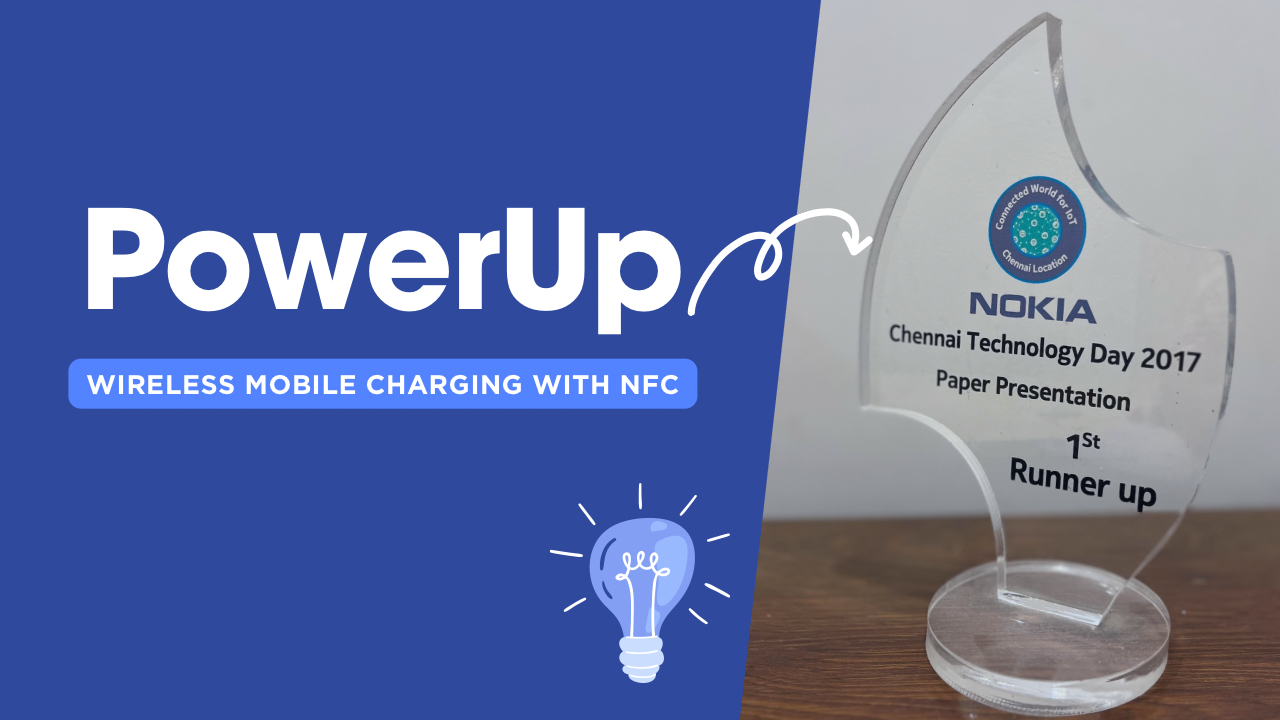 PowerUp
WIRELESS MOBILE CHARGING WITH NFC
Connected World for IoT
Chennai Location
NOKIA
Chennai Technology Day 2017
Paper Presentation
1St
Runner up